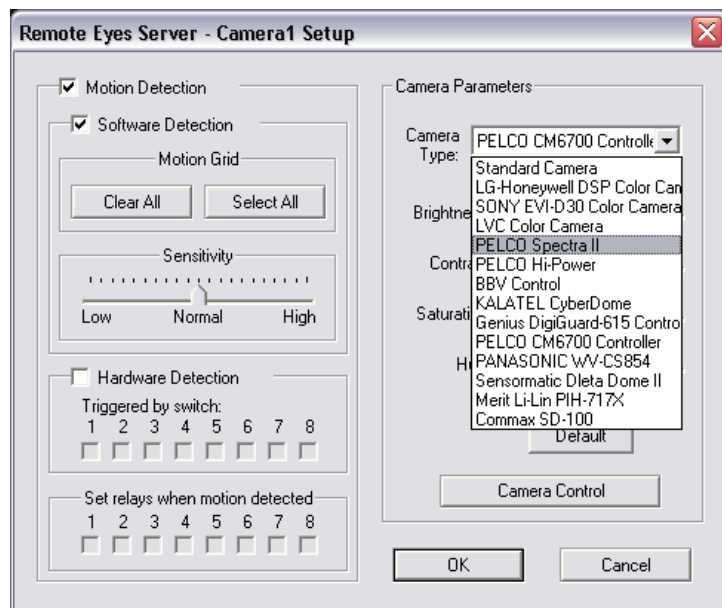 Remote Eyes Server - Camera1 Setup
Motion Detection
Software Detection
Motion Grid
Clear All
Select All
Sensitivity
Low
Normal
High
Hardware Detection
Triggered by switch:
1 2 3 4 5 6 7 8
Set relays when motion detected
1 2 3 4 5 6 7 8
Camera Parameters
Camera
Type:
PELCO CM6700 Controlle
Standard Camera
LG-Honeywell DSP Color Can
SONY EVI-D30 Color Camera
LVC Color Camera
PELCO Spectra II
PELCO Hi-Power
BBV Control
KALATEL CyberDome
Genius DigiGuard-615 Contro
PELCO CM6700 Controller
PANASONIC WV-CS854
Sensormatic Dleta Dome II
Merit Li-Lin PIH-717X
Commax SD-100
Brightne
Contra
Saturati
H
Default
Camera Control
OK
Cancel